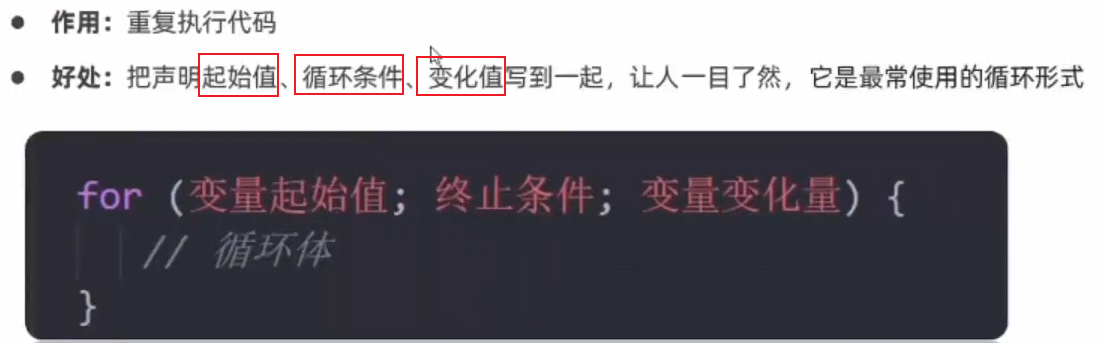 ● 作用：重复执行代码
● 好处：把声明起始值、循环条件、变化值写到一起，让人一目了然，它是最常使用的循环形式
for (变量起始值; 终止条件; 变量变化量) {
// 循环体
}